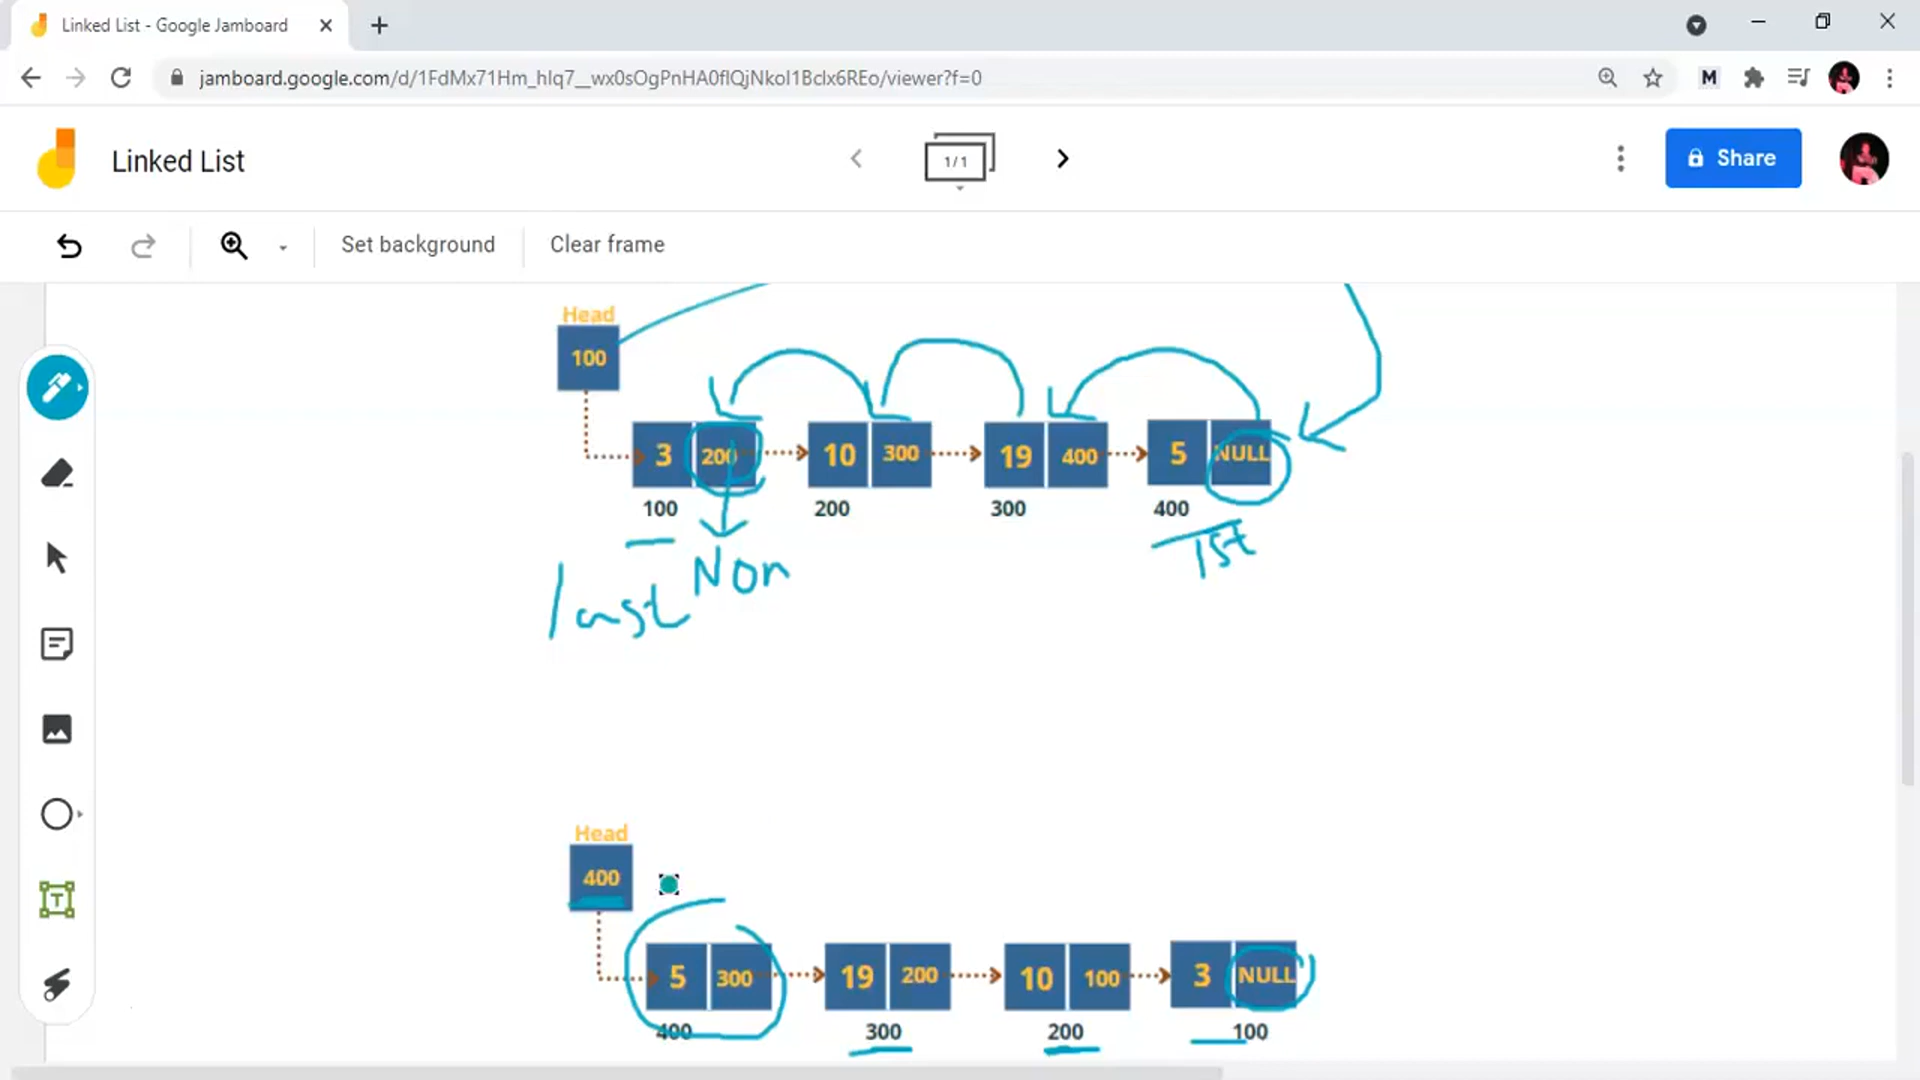 Linked List - Google Jamboard
jamboard.google.com/d/1FdMx71Hm_hIq7__wx0sOgPnHA0flQjNkoI1Bclx6REo/viewer?f=0
M
Linked List
1/1
Share
Set background
Clear frame
Head
100
3 200 10 300 19 400 5 NULL
100 200 300 400
1st
Non
last
Head
400
5 300 19 200 10 100 3 NULL
400 300 200 100
T